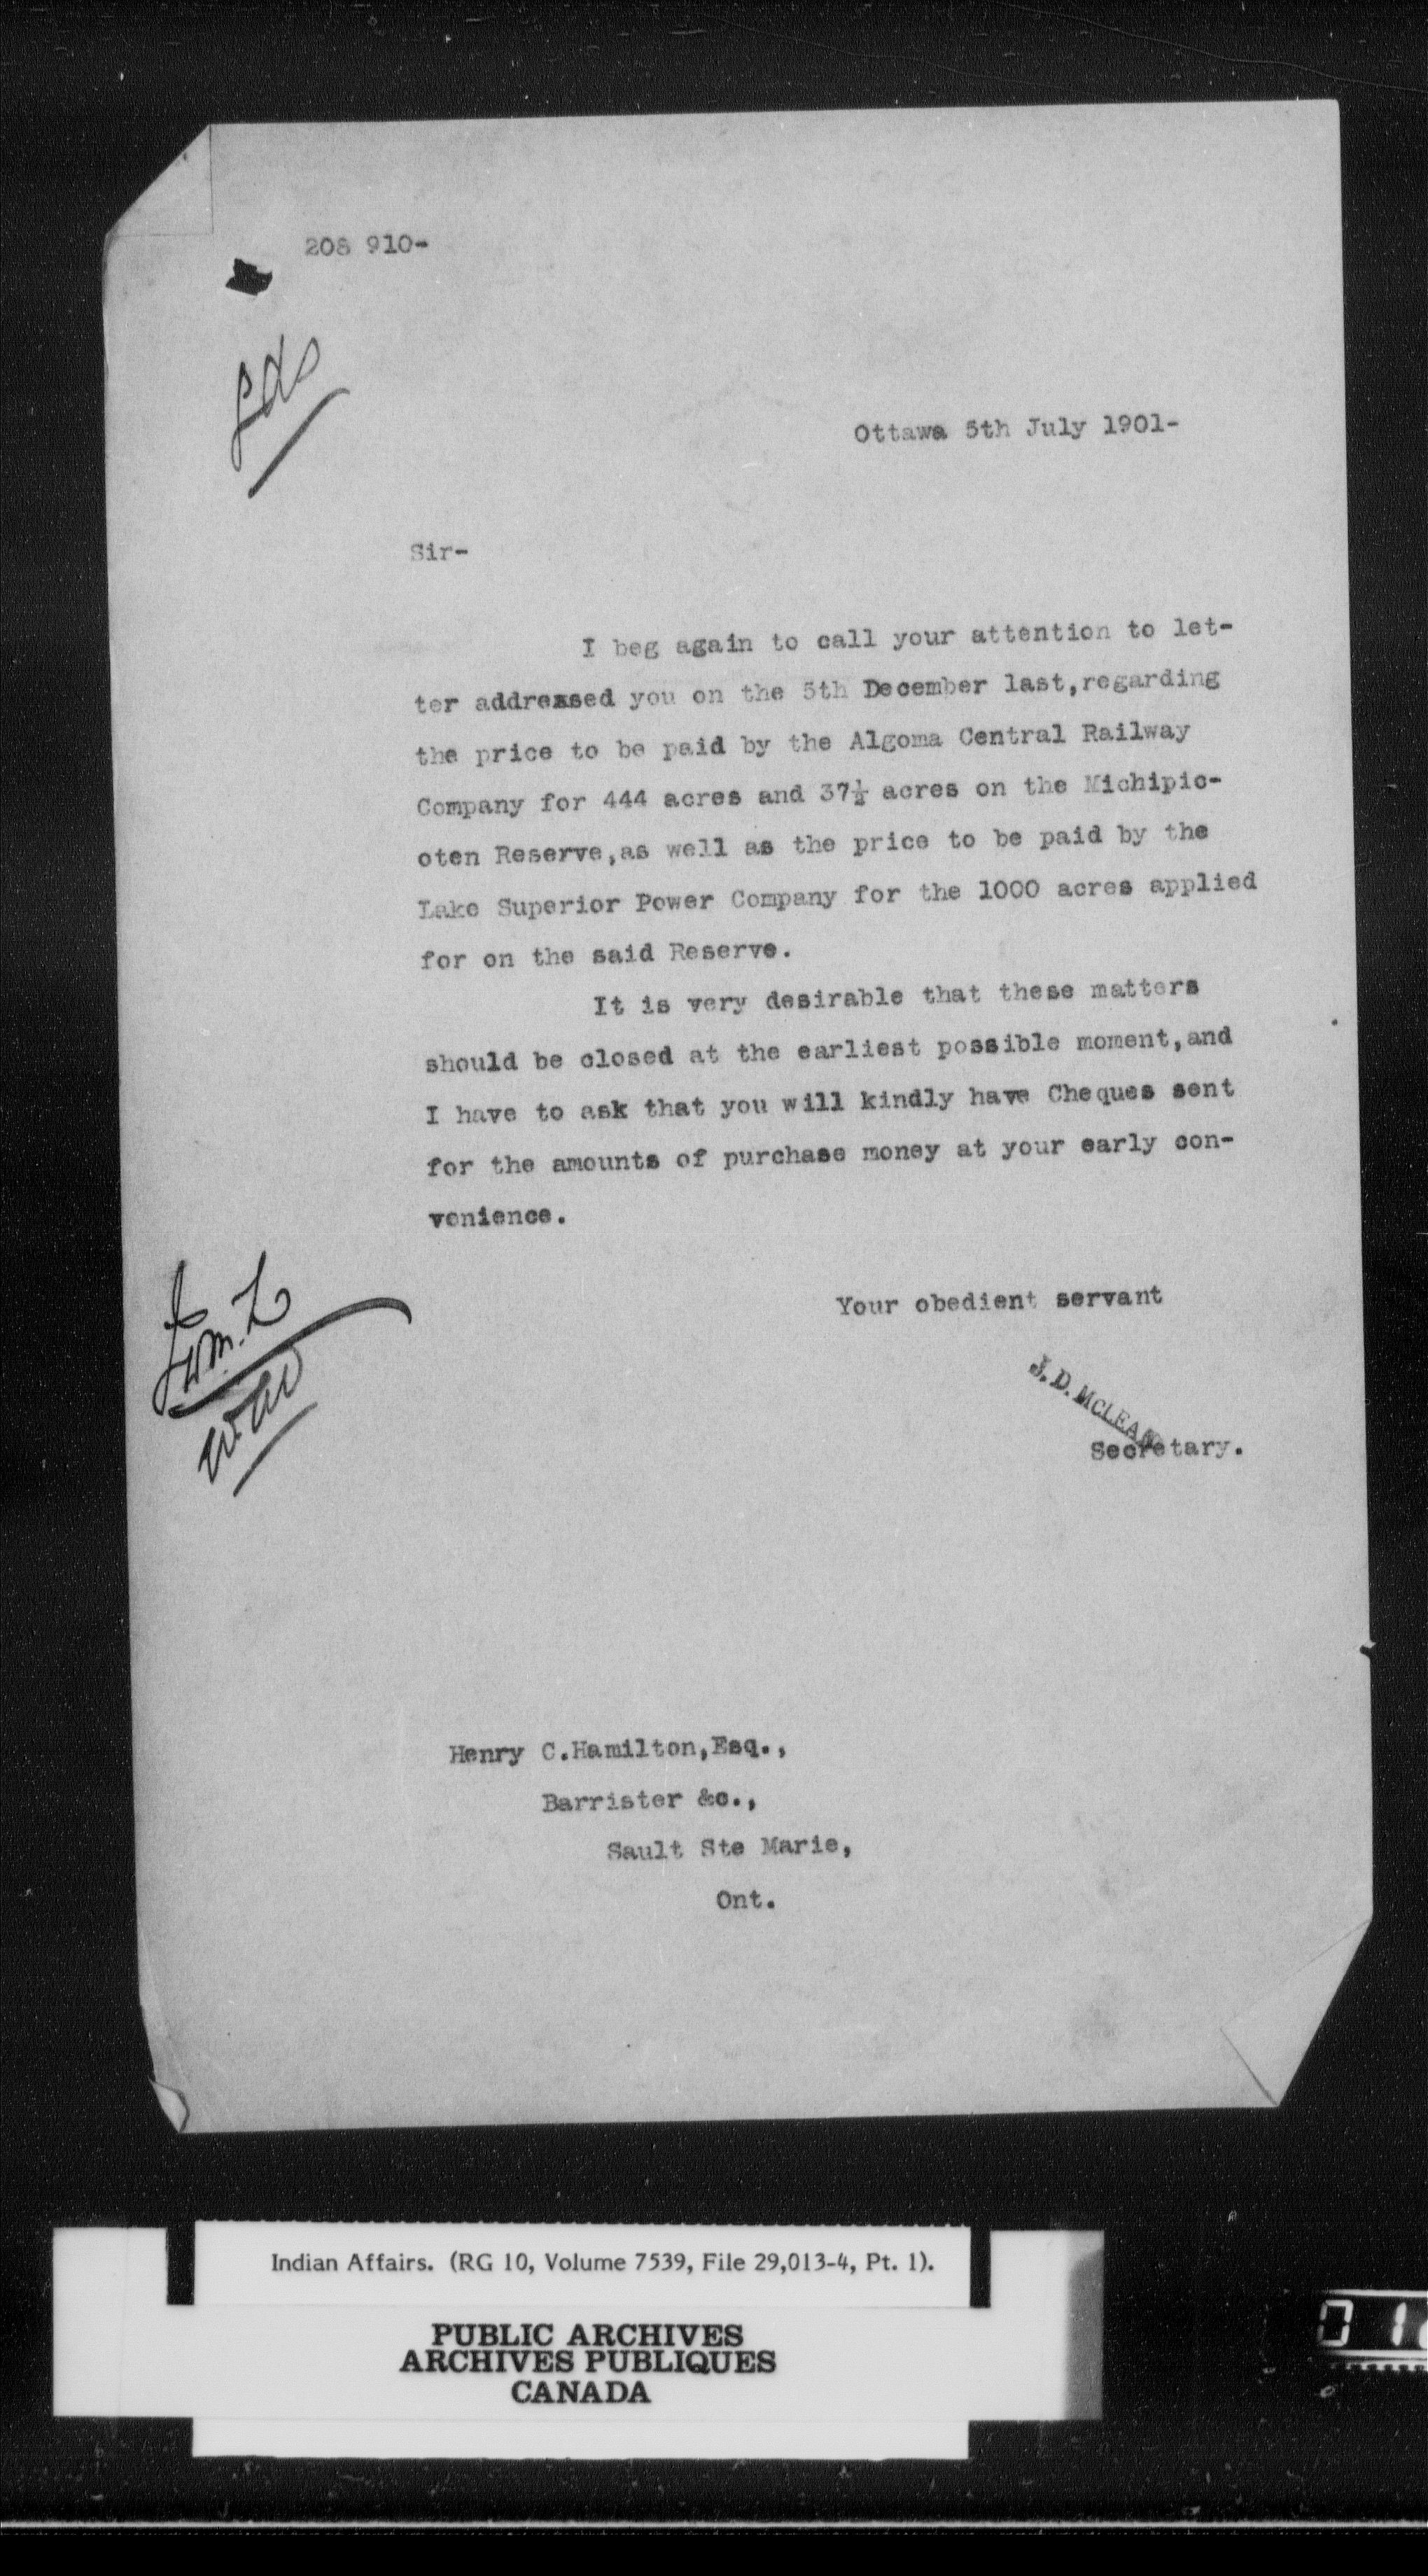 208 910-
Ottawa 5th July 1901-
Sir-
I beg again to call your attention to let-
ter addressed you on the 5th December last,regarding
the price to be paid by the Algoma Central Railway
Company for 444 acres and 37½ acres on the Michipic-
oten Reserve,as well as the price to be paid by the
Lake Superior Power Company for the 1000 acres applied
for on the said Reserve.
It is very desirable that these matters
should be closed at the earliest possible moment,and
I have to ask that you will kindly have Cheques sent
for the amounts of purchase money at your early con-
venience.
Your obedient servant
J.D. McLEAN
Secretary.
Henry C.Hamilton,Esq.,
Barrister &c.,
Sault Ste Marie,
Ont.
Indian Affairs. (RG 10, Volume 7539, File 29,013-4, Pt. 1).
PUBLIC ARCHIVES
ARCHIVES PUBLIQUES
CANADA